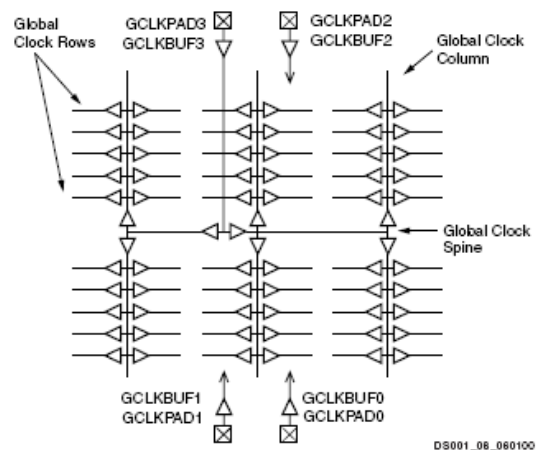 Global
Clock Rows
GCLKPAD3
GCLKBUF3
GCLKPAD2
GCLKBUF2
Global Clock
Column
Global Clock
Spine
GCLKBUF1
GCLKPAD1
GCLKBUF0
GCLKPAD0
DS001_08_060100